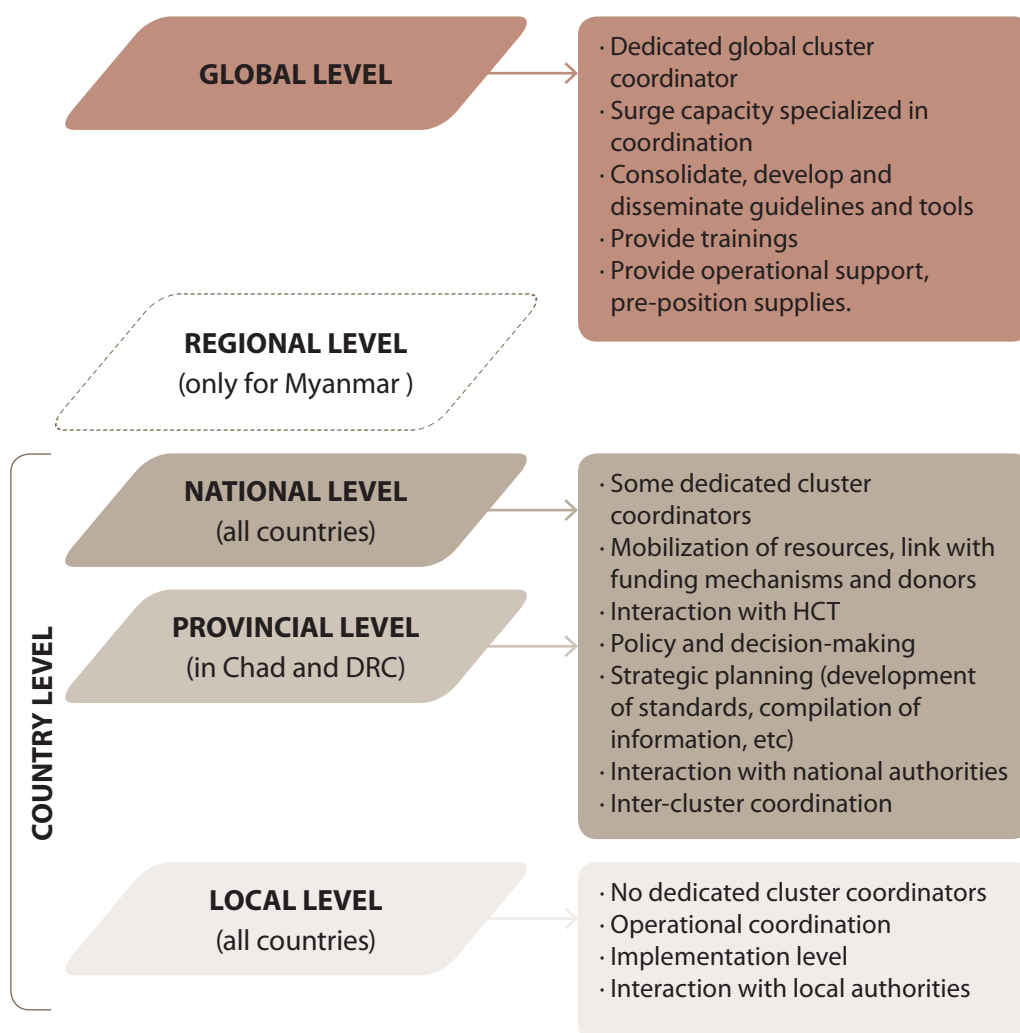 GLOBAL LEVEL
· Dedicated global cluster
coordinator
· Surge capacity specialized in
coordination
· Consolidate, develop and
disseminate guidelines and tools
· Provide trainings
· Provide operational support,
pre-position supplies.
REGIONAL LEVEL
(only for Myanmar )
COUNTRY LEVEL
NATIONAL LEVEL
(all countries)
PROVINCIAL LEVEL
(in Chad and DRC)
· Some dedicated cluster
coordinators
· Mobilization of resources, link with
funding mechanisms and donors
· Interaction with HCT
· Policy and decision-making
· Strategic planning (development
of standards, compilation of
information, etc)
· Interaction with national authorities
· Inter-cluster coordination
LOCAL LEVEL
(all countries)
· No dedicated cluster coordinators
· Operational coordination
· Implementation level
· Interaction with local authorities